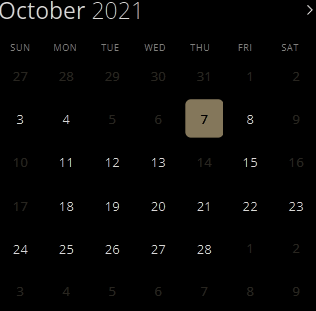 October 2021 >
SUN MON TUE WED THU FRI SAT
27 28 29 30 31 1 2
3 4 5 6 7 8 9
10 11 12 13 14 15 16
17 18 19 20 21 22 23
24 25 26 27 28 1 2
3 4 5 6 7 8 9